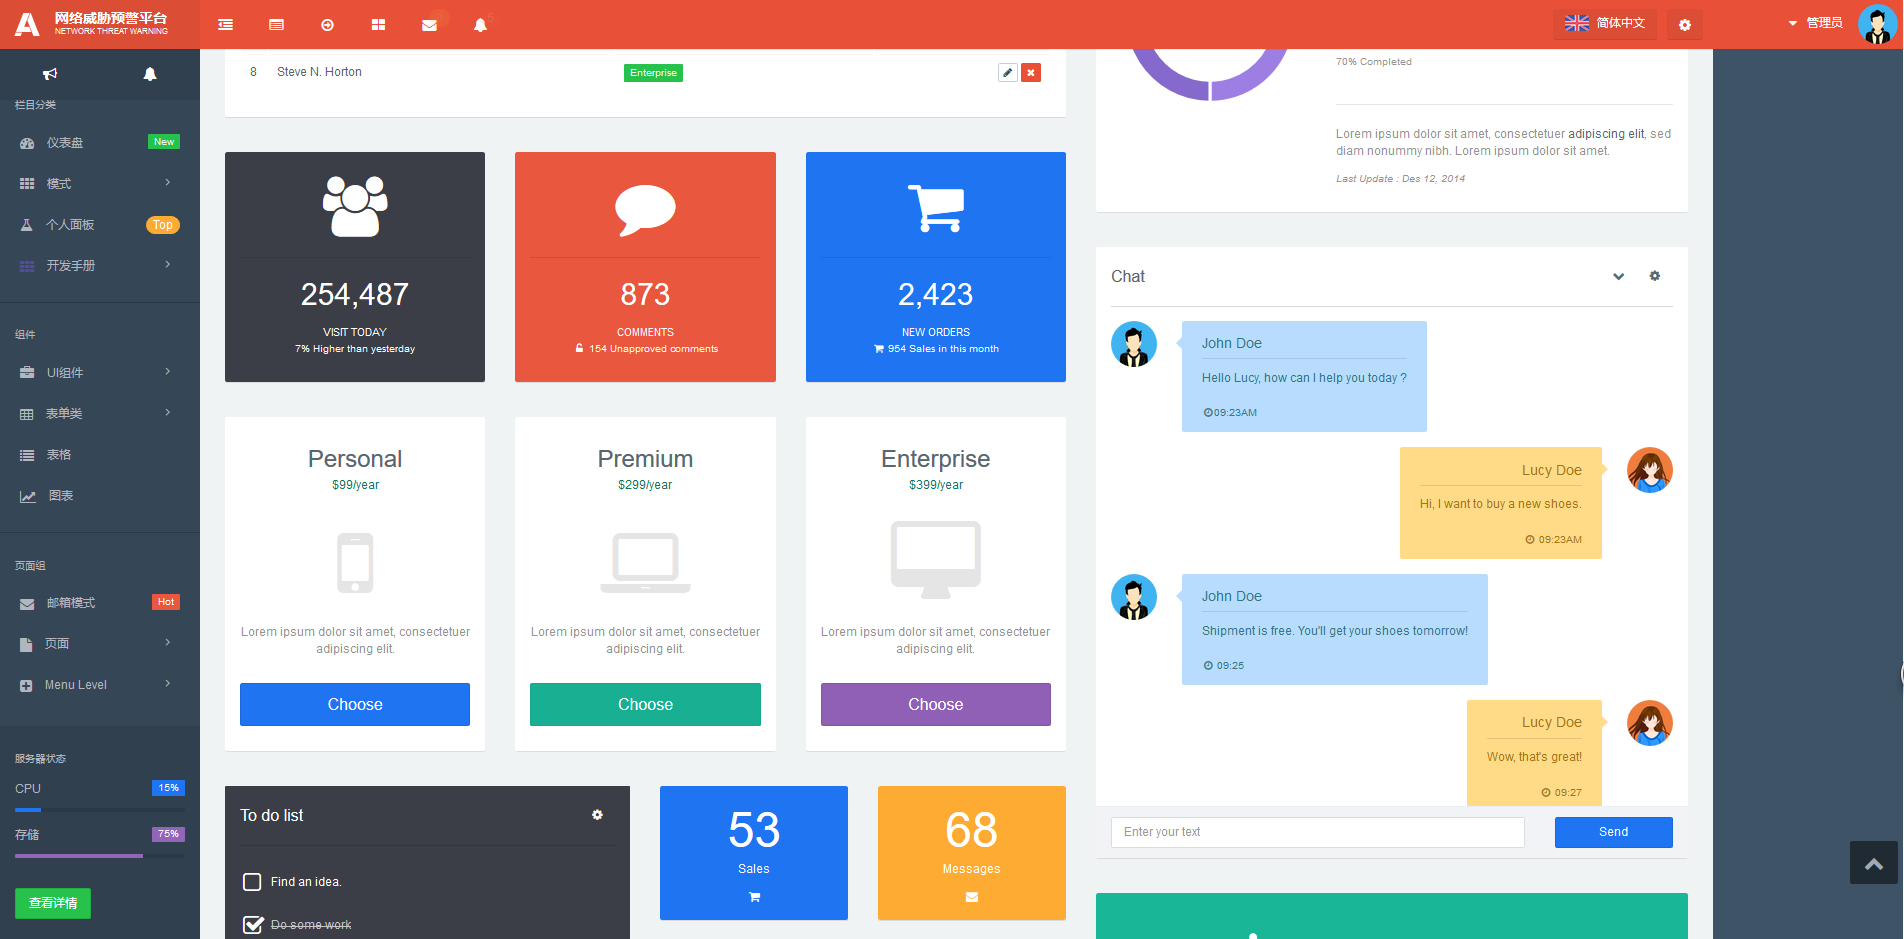 网络威胁预警平台
NETWORK THREAT WARNING
简体中文
管理员
栏目分类
仪表盘 New
模式
个人面板 Top
开发手册
组件
UI组件
表单类
表格
图表
页面组
邮箱模式 Hot
页面
Menu Level
服务器状态
CPU 15%
存储 75%
查看详情
8 Steve N. Horton Enterprise
254,487
VISIT TODAY
7% Higher than yesterday
873
COMMENTS
154 Unapproved comments
2,423
NEW ORDERS
954 Sales in this month
Personal
$99/year
Lorem ipsum dolor sit amet, consectetuer
adipiscing elit.
Choose
Premium
$299/year
Lorem ipsum dolor sit amet, consectetuer
adipiscing elit.
Choose
Enterprise
$399/year
Lorem ipsum dolor sit amet, consectetuer
adipiscing elit.
Choose
To do list
Find an idea.
Do some work
53
Sales
68
Messages
70% Completed
Lorem ipsum dolor sit amet, consectetuer adipiscing elit, sed
diam nonummy nibh. Lorem ipsum dolor sit amet.
Last Update : Des 12, 2014
Chat
John Doe
Hello Lucy, how can I help you today ?
09:23AM
Lucy Doe
Hi, I want to buy a new shoes.
09:23AM
John Doe
Shipment is free. You'll get your shoes tomorrow!
09:25
Lucy Doe
Wow, that's great!
09:27
Enter your text
Send